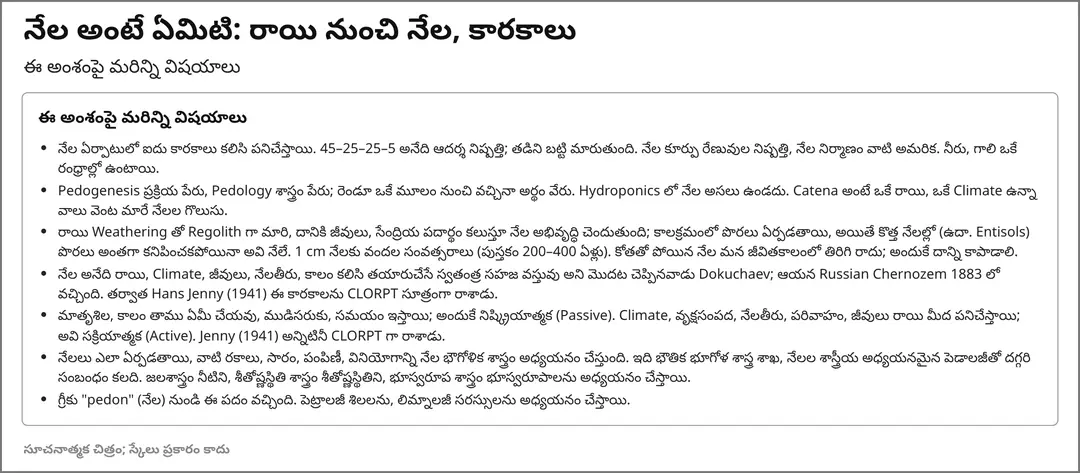 నేల అంటే ఏమిటి: రాయి నుంచి నేల, కారకాలు
ఈ అంశంపై మరిన్ని విషయాలు
ఈ అంశంపై మరిన్ని విషయాలు
• నేల ఏర్పాటులో ఐదు కారకాలు కలిసి పనిచేస్తాయి. 45–25–25–5 అనేది ఆదర్శ నిష్పత్తి; తడిని బట్టి మారుతుంది. నేల కూర్పు రేణువుల నిష్పత్తి, నేల నిర్మాణం వాటి అమరిక. నీరు, గాలి ఒకే
రంధ్రాల్లో ఉంటాయి.
• Pedogenesis ప్రక్రియ పేరు, Pedology శాస్త్రం పేరు; రెండూ ఒకే మూలం నుంచి వచ్చినా అర్థం వేరు. Hydroponics లో నేల అసలు ఉండదు. Catena అంటే ఒకే రాయి, ఒకే Climate ఉన్నా
వాలు వెంట మారే నేలల గొలుసు.
• రాయి Weathering తో Regolith గా మారి, దానికి జీవులు, సేంద్రియ పదార్థం కలుస్తూ నేల అభివృద్ధి చెందుతుంది; కాలక్రమంలో పొరలు ఏర్పడతాయి, అయితే కొత్త నేలల్లో (ఉదా. Entisols)
పొరలు అంతగా కనిపించకపోయినా అవి నేలే. 1 cm నేలకు వందల సంవత్సరాలు (పుస్తకం 200–400 ఏళ్లు). కోతతో పోయిన నేల మన జీవితకాలంలో తిరిగి రాదు; అందుకే దాన్ని కాపాడాలి.
• నేల అనేది రాయి, Climate, జీవులు, నేలతీరు, కాలం కలిసి తయారుచేసే స్వతంత్ర సహజ వస్తువు అని మొదట చెప్పినవాడు Dokuchaev; ఆయన Russian Chernozem 1883 లో
వచ్చింది. తర్వాత Hans Jenny (1941) ఈ కారకాలను CLORPT సూత్రంగా రాశాడు.
• మాతృశిల, కాలం తాము ఏమీ చేయవు, ముడిసరుకు, సమయం ఇస్తాయి; అందుకే నిష్క్రియాత్మక (Passive). Climate, వృక్షసంపద, నేలతీరు, పరివాహం, జీవులు రాయి మీద పనిచేస్తాయి;
అవి సక్రియాత్మక (Active). Jenny (1941) అన్నిటినీ CLORPT గా రాశాడు.
• నేలలు ఎలా ఏర్పడతాయి, వాటి రకాలు, సారం, పంపిణీ, వినియోగాన్ని నేల భౌగోళిక శాస్త్రం అధ్యయనం చేస్తుంది. ఇది భౌతిక భూగోళ శాస్త్ర శాఖ, నేలల శాస్త్రీయ అధ్యయనమైన పెడాలజీతో దగ్గరి
సంబంధం కలది. జలశాస్త్రం నీటిని, శీతోష్ణస్థితి శాస్త్రం శీతోష్ణస్థితిని, భూస్వరూప శాస్త్రం భూస్వరూపాలను అధ్యయనం చేస్తాయి.
• గ్రీకు "pedon" (నేల) నుండి ఈ పదం వచ్చింది. పెట్రాలజీ శిలలను, లిమ్నాలజీ సరస్సులను అధ్యయనం చేస్తాయి.
సూచనాత్మక చిత్రం; స్కేలు ప్రకారం కాదు